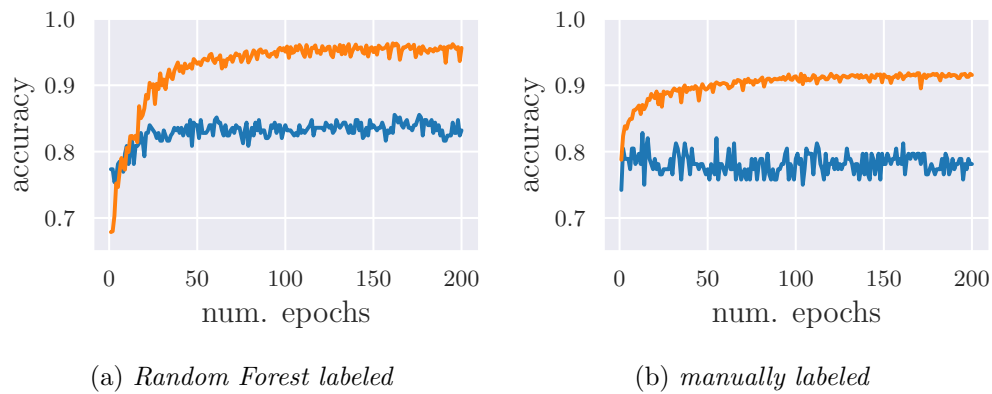 1.0
0.9
0.8
0.7
accuracy
0 50 100 150 200
num. epochs
(a) Random Forest labeled
1.0
0.9
0.8
0.7
accuracy
0 50 100 150 200
num. epochs
(b) manually labeled